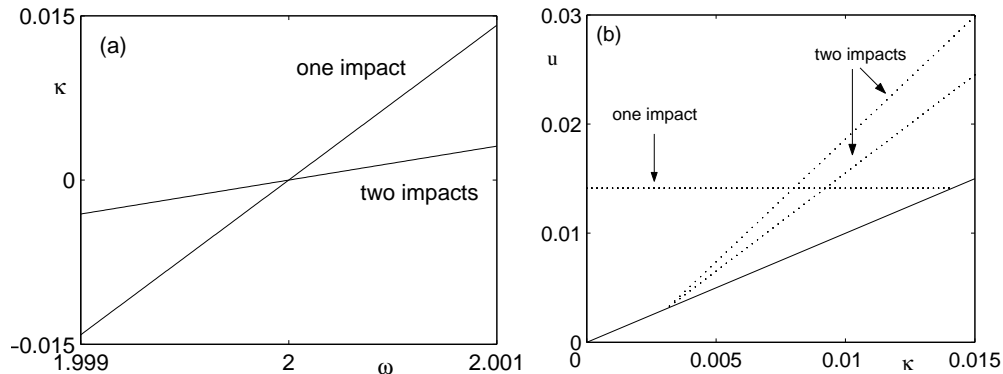 0.015
(a)
κ
one impact
0
two impacts
−0.015
1.999
2
ω
2.001
0.03
(b)
u
two impacts
0.02
one impact
0.01
0
0
0.005
0.01
κ
0.015